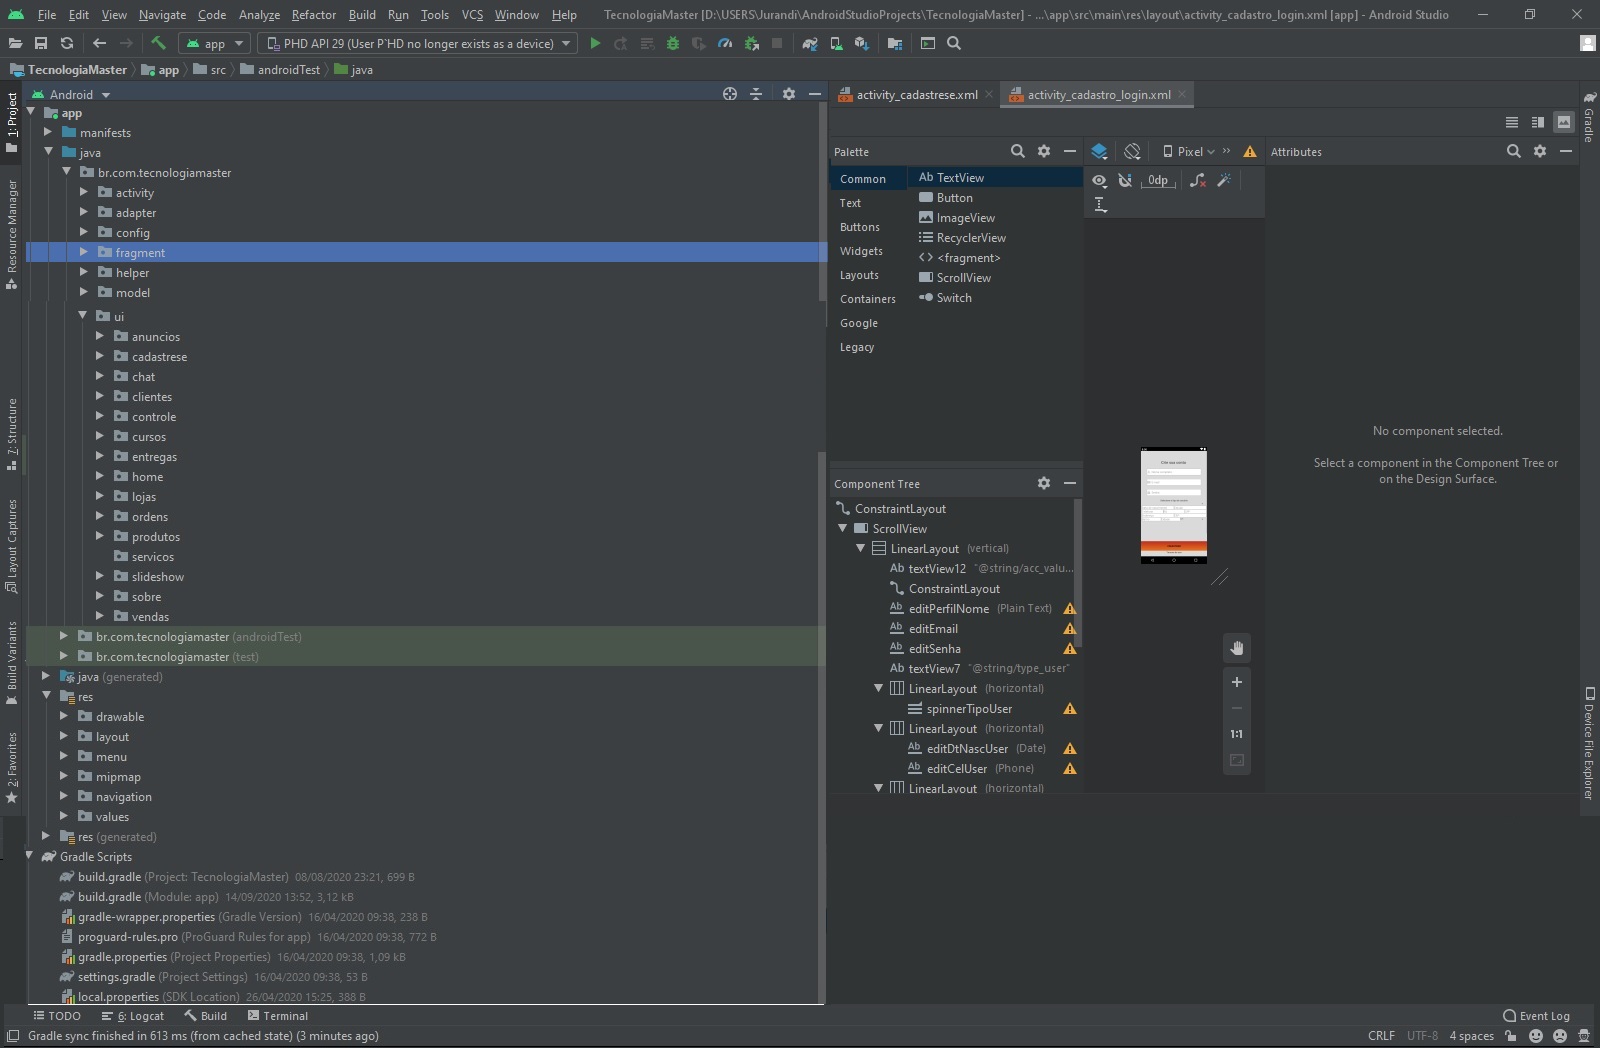 File Edit View Navigate Code Analyze Refactor Build Run Tools VCS Window Help TecnologiaMaster [D:\USERS\Jurandi\AndroidStudioProjects\TecnologiaMaster] - ...\app\src\main\res\layout\activity_cadastro_login.xml [app] - Android Studio
app PHD API 29 (User P`HD no longer exists as a device)
TecnologiaMaster app src androidTest java
Android
activity_cadastrese.xml activity_cadastro_login.xml
1: Project
Resource Manager
7: Structure
Layout Captures
Build Variants
2: Favorites
app
manifests
java
br.com.tecnologiamaster
activity
adapter
config
fragment
helper
model
ui
anuncios
cadastrese
chat
clientes
controle
cursos
entregas
home
lojas
ordens
produtos
servicos
slideshow
sobre
vendas
br.com.tecnologiamaster (androidTest)
br.com.tecnologiamaster (test)
java (generated)
res
drawable
layout
menu
mipmap
navigation
values
res (generated)
Gradle Scripts
build.gradle (Project: TecnologiaMaster) 08/08/2020 23:21, 699 B
build.gradle (Module: app) 14/09/2020 13:52, 3,12 kB
gradle-wrapper.properties (Gradle Version) 16/04/2020 09:38, 238 B
proguard-rules.pro (ProGuard Rules for app) 16/04/2020 09:38, 772 B
gradle.properties (Project Properties) 16/04/2020 09:38, 1,09 kB
settings.gradle (Project Settings) 16/04/2020 09:38, 53 B
local.properties (SDK Location) 26/04/2020 15:25, 388 B
Palette
Common
Text
Buttons
Widgets
Layouts
Containers
Google
Legacy
Ab TextView
Button
ImageView
RecyclerView
<> <fragment>
ScrollView
Switch
Pixel
0dp
Attributes
No component selected.
Select a component in the Component Tree or
on the Design Surface.
Component Tree
ConstraintLayout
ScrollView
LinearLayout (vertical)
Ab textView12 "@string/acc_valu...
ConstraintLayout
Ab editPerfilNome (Plain Text)
Ab editEmail
Ab editSenha
Ab textView7 "@string/type_user"
LinearLayout (horizontal)
spinnerTipoUser
LinearLayout (horizontal)
Ab editDtNascUser (Date)
Ab editCelUser (Phone)
LinearLayout (horizontal)
1:1
Gradle
Device File Explorer
TODO 6: Logcat Build Terminal Event Log
Gradle sync finished in 613 ms (from cached state) (3 minutes ago) CRLF UTF-8 4 spaces